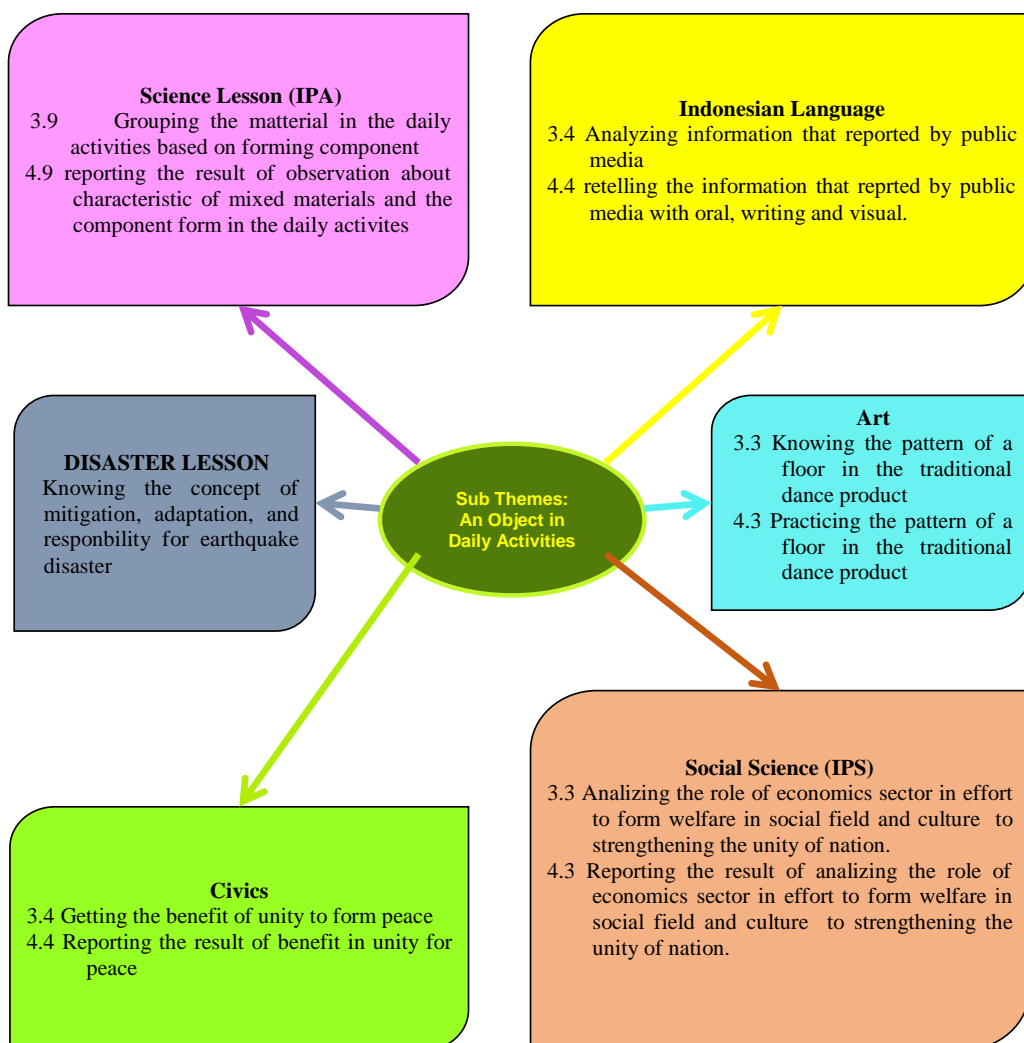 Science Lesson (IPA)
3.9 Grouping the matterial in the daily
activities based on forming component
4.9 reporting the result of observation about
characteristic of mixed materials and the
component form in the daily activites
Indonesian Language
3.4 Analyzing information that reported by public
media
4.4 retelling the information that reprted by public
media with oral, writing and visual.
DISASTER LESSON
Knowing the concept of
mitigation, adaptation, and
responbility for earthquake
disaster
Sub Themes:
An Object in
Daily Activities
Art
3.3 Knowing the pattern of a
floor in the traditional
dance product
4.3 Practicing the pattern of a
floor in the traditional
dance product
Civics
3.4 Getting the benefit of unity to form peace
4.4 Reporting the result of benefit in unity for
peace
Social Science (IPS)
3.3 Analizing the role of economics sector in effort
to form welfare in social field and culture to
strengthening the unity of nation.
4.3 Reporting the result of analizing the role of
economics sector in effort to form welfare in
social field and culture to strengthening the
unity of nation.